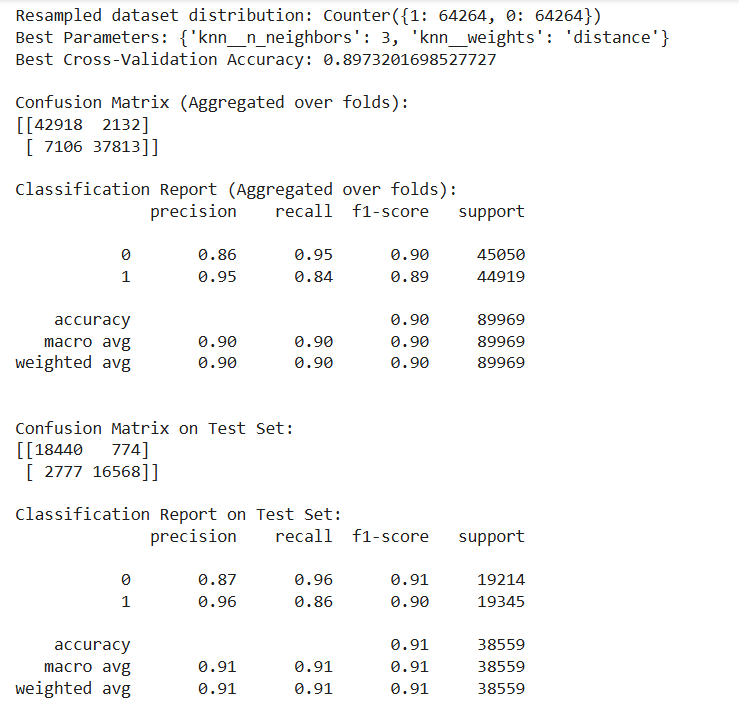 Resampled dataset distribution: Counter({1: 64264, 0: 64264})
Best Parameters: {'knn__n_neighbors': 3, 'knn__weights': 'distance'}
Best Cross-Validation Accuracy: 0.8973201698527727

Confusion Matrix (Aggregated over folds):
[[42918  2132]
 [ 7106 37813]]

Classification Report (Aggregated over folds):
              precision    recall  f1-score   support

           0       0.86      0.95      0.90     45050
           1       0.95      0.84      0.89     44919

    accuracy                           0.90     89969
   macro avg       0.90      0.90      0.90     89969
weighted avg       0.90      0.90      0.90     89969


Confusion Matrix on Test Set:
[[18440   774]
 [ 2777 16568]]

Classification Report on Test Set:
              precision    recall  f1-score   support

           0       0.87      0.96      0.91     19214
           1       0.96      0.86      0.90     19345

    accuracy                           0.91     38559
   macro avg       0.91      0.91      0.91     38559
weighted avg       0.91      0.91      0.91     38559